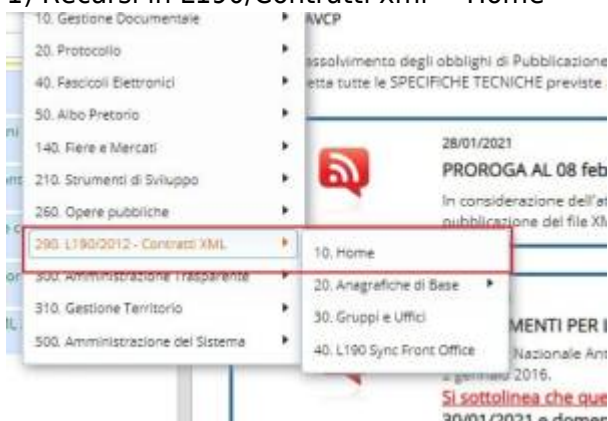 1) Recarsi in L190/Contratti Xml
Home
10. Gestione Documentale
20. Protocollo
40. Fascicoli Elettronici
50. Albo Pretorio
140. Fiere e Mercati
210. Strumenti di Sviluppo
260. Opere pubbliche
290. L190/2012 - Contratti XML
300. Amministrazione Trasparente
310. Gestione Territorio
500. Amministrazione del Sistema
10. Home
20. Anagrafiche di Base
30. Gruppi e Uffici
40. L190 Sync Front Office
AVCP
assolvimento degli obblighi di Pubblicazione
etta tutte le SPECIFICHE TECNICHE previste
28/01/2021
PROROGA AL 08 feb
In considerazione dell'at
pubblicazione del file XM
MENTI PER L
Nazionale Ant
2 gennaio 2016.
Si sottolinea che que
30/01/2021 e domen